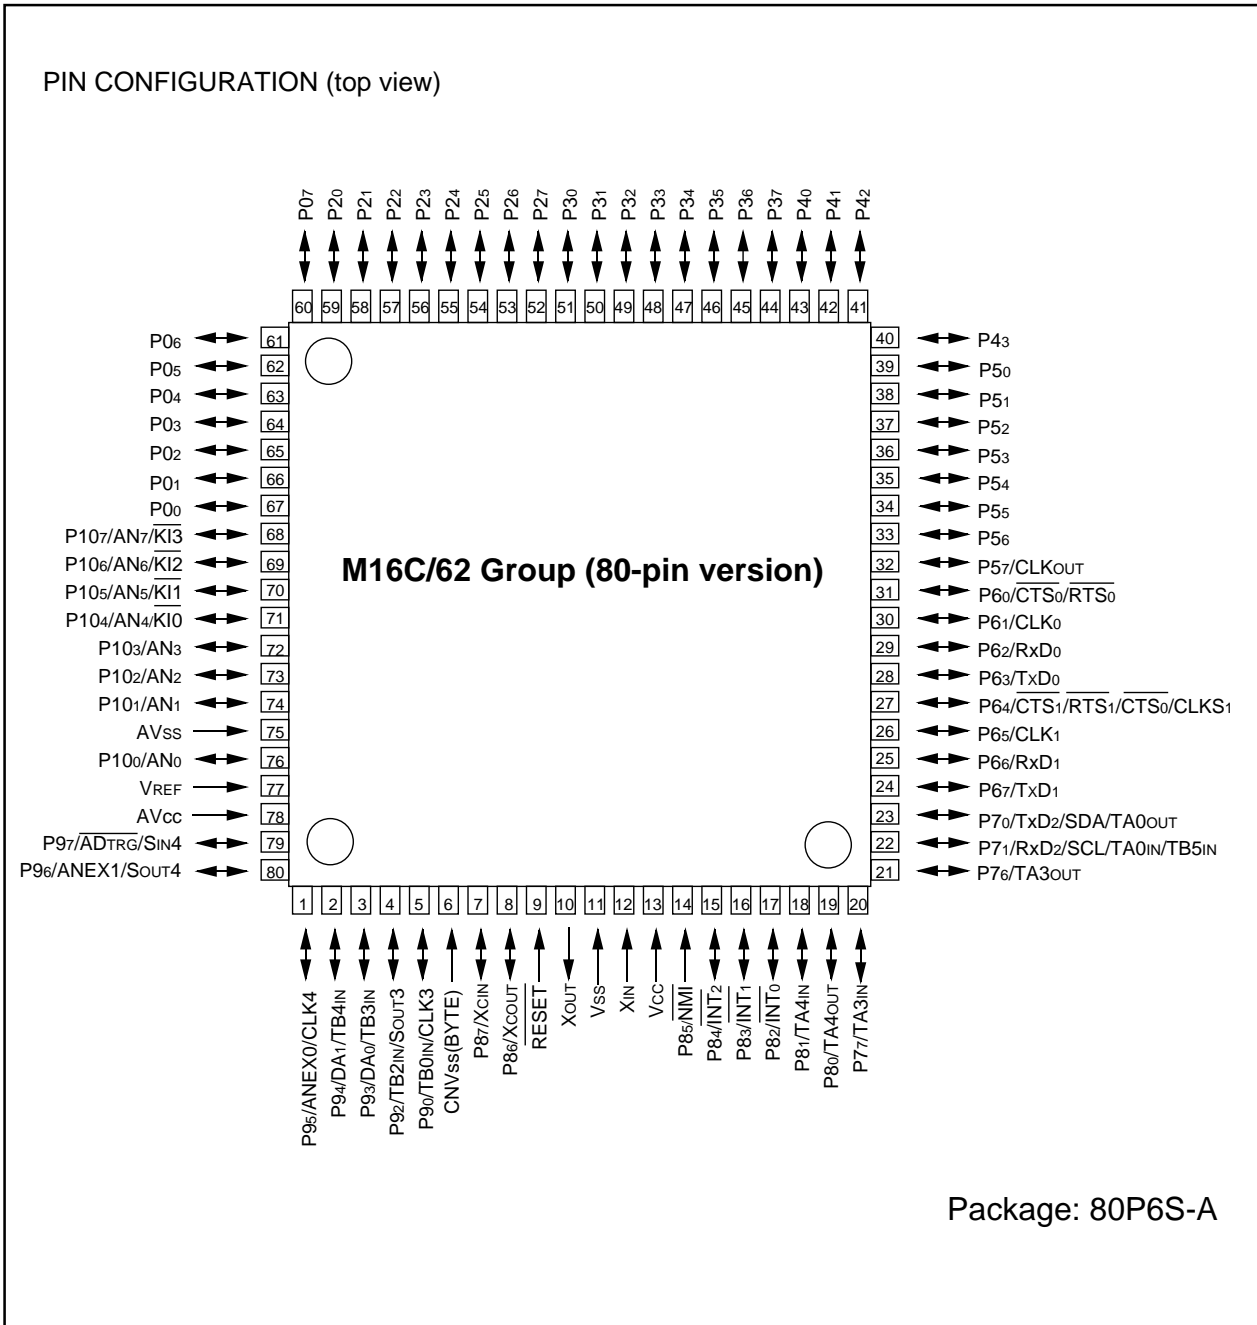 PIN CONFIGURATION (top view)
P07 P20 P21 P22 P23 P24 P25 P26 P27 P30 P31 P32 P33 P34 P35 P36 P37 P40 P41 P42
60 59 58 57 56 55 54 53 52 51 50 49 48 47 46 45 44 43 42 41
P06 61
P05 62
P04 63
P03 64
P02 65
P01 66
P00 67
P107/AN7/KI3 68
P106/AN6/KI2 69
P105/AN5/KI1 70
P104/AN4/KI0 71
P103/AN3 72
P102/AN2 73
P101/AN1 74
AVSS 75
P100/AN0 76
VREF 77
AVCC 78
P97/ADTRG/SIN4 79
P96/ANEX1/SOUT4 80
M16C/62 Group (80-pin version)
40 P43
39 P50
38 P51
37 P52
36 P53
35 P54
34 P55
33 P56
32 P57/CLKOUT
31 P60/CTS0/RTS0
30 P61/CLK0
29 P62/RxD0
28 P63/TXD0
27 P64/CTS1/RTS1/CTS0/CLKS1
26 P65/CLK1
25 P66/RxD1
24 P67/TXD1
23 P70/TxD2/SDA/TA0OUT
22 P71/RxD2/SCL/TA0IN/TB5IN
21 P76/TA3OUT
1 2 3 4 5 6 7 8 9 10 11 12 13 14 15 16 17 18 19 20
P95/ANEX0/CLK4
P94/DA1/TB4IN
P93/DA0/TB3IN
P92/TB2IN/SOUT3
P90/TB0IN/CLK3
CNVss(BYTE)
P87/XCIN
P86/XCOUT
RESET
XOUT
VSS
XIN
VCC
P85/NMI
P84/INT2
P83/INT1
P82/INT0
P81/TA4IN
P80/TA4OUT
P77/TA3IN
Package: 80P6S-A